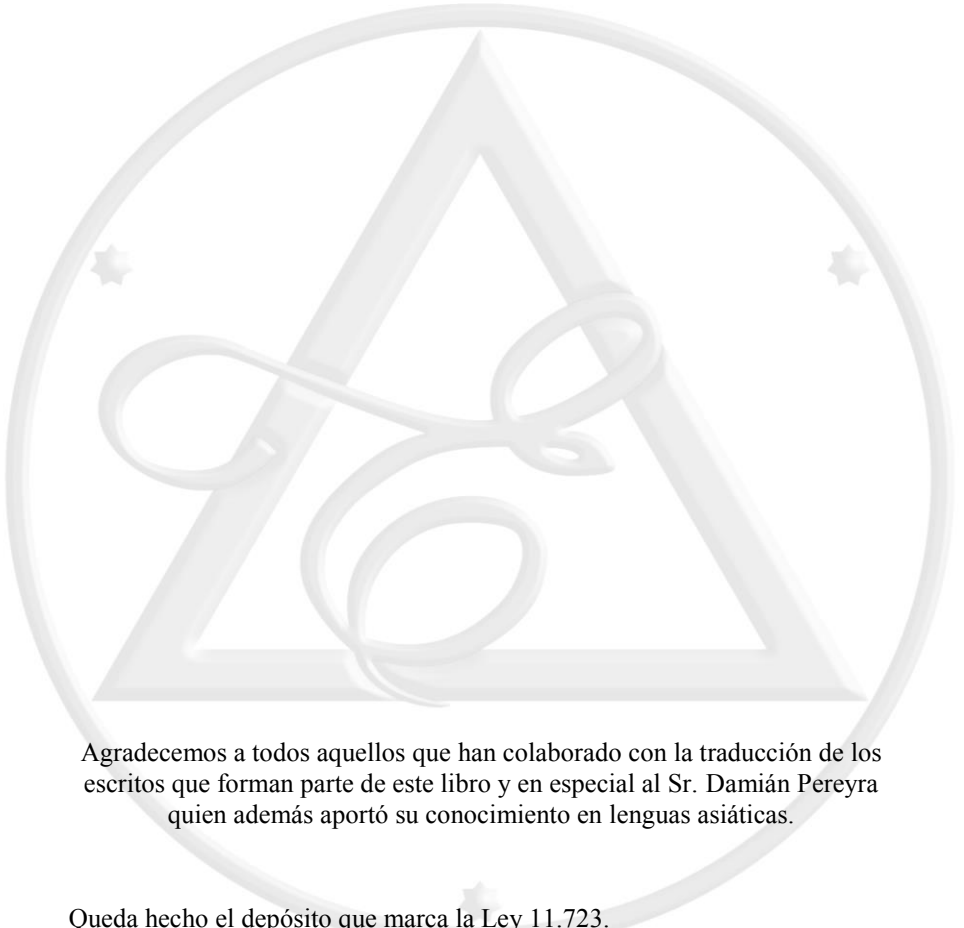 Agradecemos a todos aquellos que han colaborado con la traducción de los
escritos que forman parte de este libro y en especial al Sr. Damián Pereyra
quien además aportó su conocimiento en lenguas asiáticas.
Queda hecho el depósito que marca la Ley 11.723.